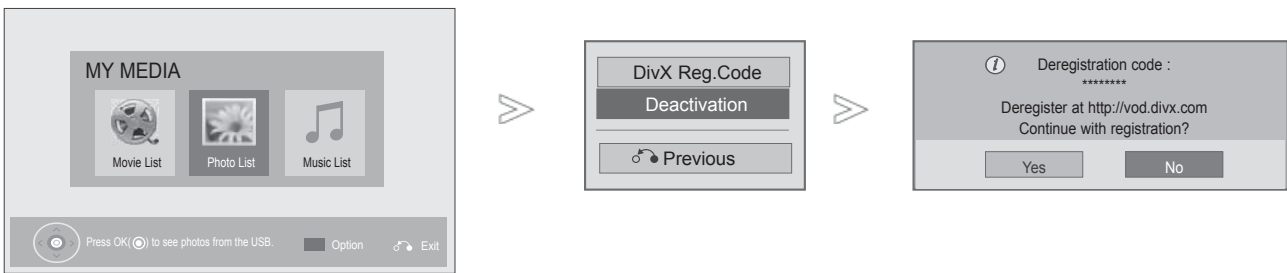 MY MEDIA
Movie List
Photo List
Music List
Press OK(◉) to see photos from the USB.
Option
Exit
DivX Reg.Code
Deactivation
Previous
Deregistration code :
********
Deregister at http://vod.divx.com
Continue with registration?
Yes
No